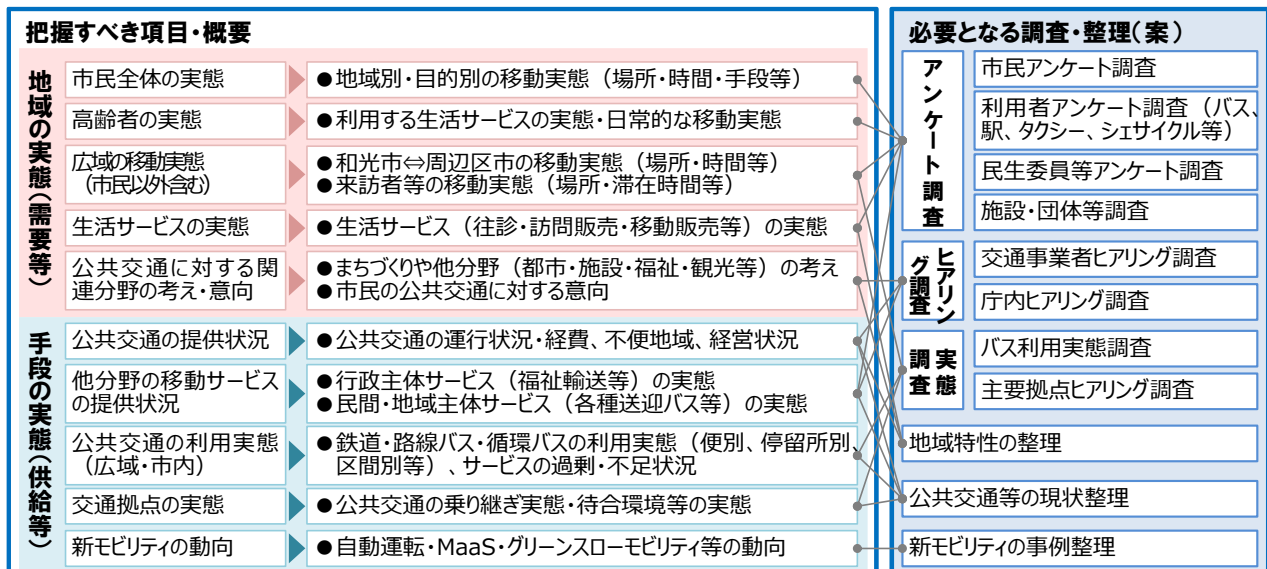 把握すべき項目・概要
地域の実態(需要等)
市民全体の実態
●地域別・目的別の移動実態（場所・時間・手段等）
高齢者の実態
●利用する生活サービスの実態・日常的な移動実態
広域の移動実態
（市民以外含む）
●和光市⇔周辺区市の移動実態（場所・時間等）
●来訪者等の移動実態（場所・滞在時間等）
生活サービスの実態
●生活サービス（往診・訪問販売・移動販売等）の実態
公共交通に対する関
連分野の考え・意向
●まちづくりや他分野（都市・施設・福祉・観光等）の考え
●市民の公共交通に対する意向
手段の実態(供給等)
公共交通の提供状況
●公共交通の運行状況・経費、不便地域、経営状況
他分野の移動サービス
の提供状況
●行政主体サービス（福祉輸送等）の実態
●民間・地域主体サービス（各種送迎バス等）の実態
公共交通の利用実態
（広域・市内）
●鉄道・路線バス・循環バスの利用実態（便別、停留所別、
区間別等）、サービスの過剰・不足状況
交通拠点の実態
●公共交通の乗り継ぎ実態・待合環境等の実態
新モビリティの動向
●自動運転・MaaS・グリーンスローモビリティ等の動向
必要となる調査・整理（案）
アンケート調査
市民アンケート調査
利用者アンケート調査（バス、
駅、タクシー、シェサイクル等）
民生委員等アンケート調査
施設・団体等調査
ヒアリン
グ調査
交通事業者ヒアリング調査
庁内ヒアリング調査
実態
調査
バス利用実態調査
主要拠点ヒアリング調査
地域特性の整理
公共交通等の現状整理
新モビリティの事例整理